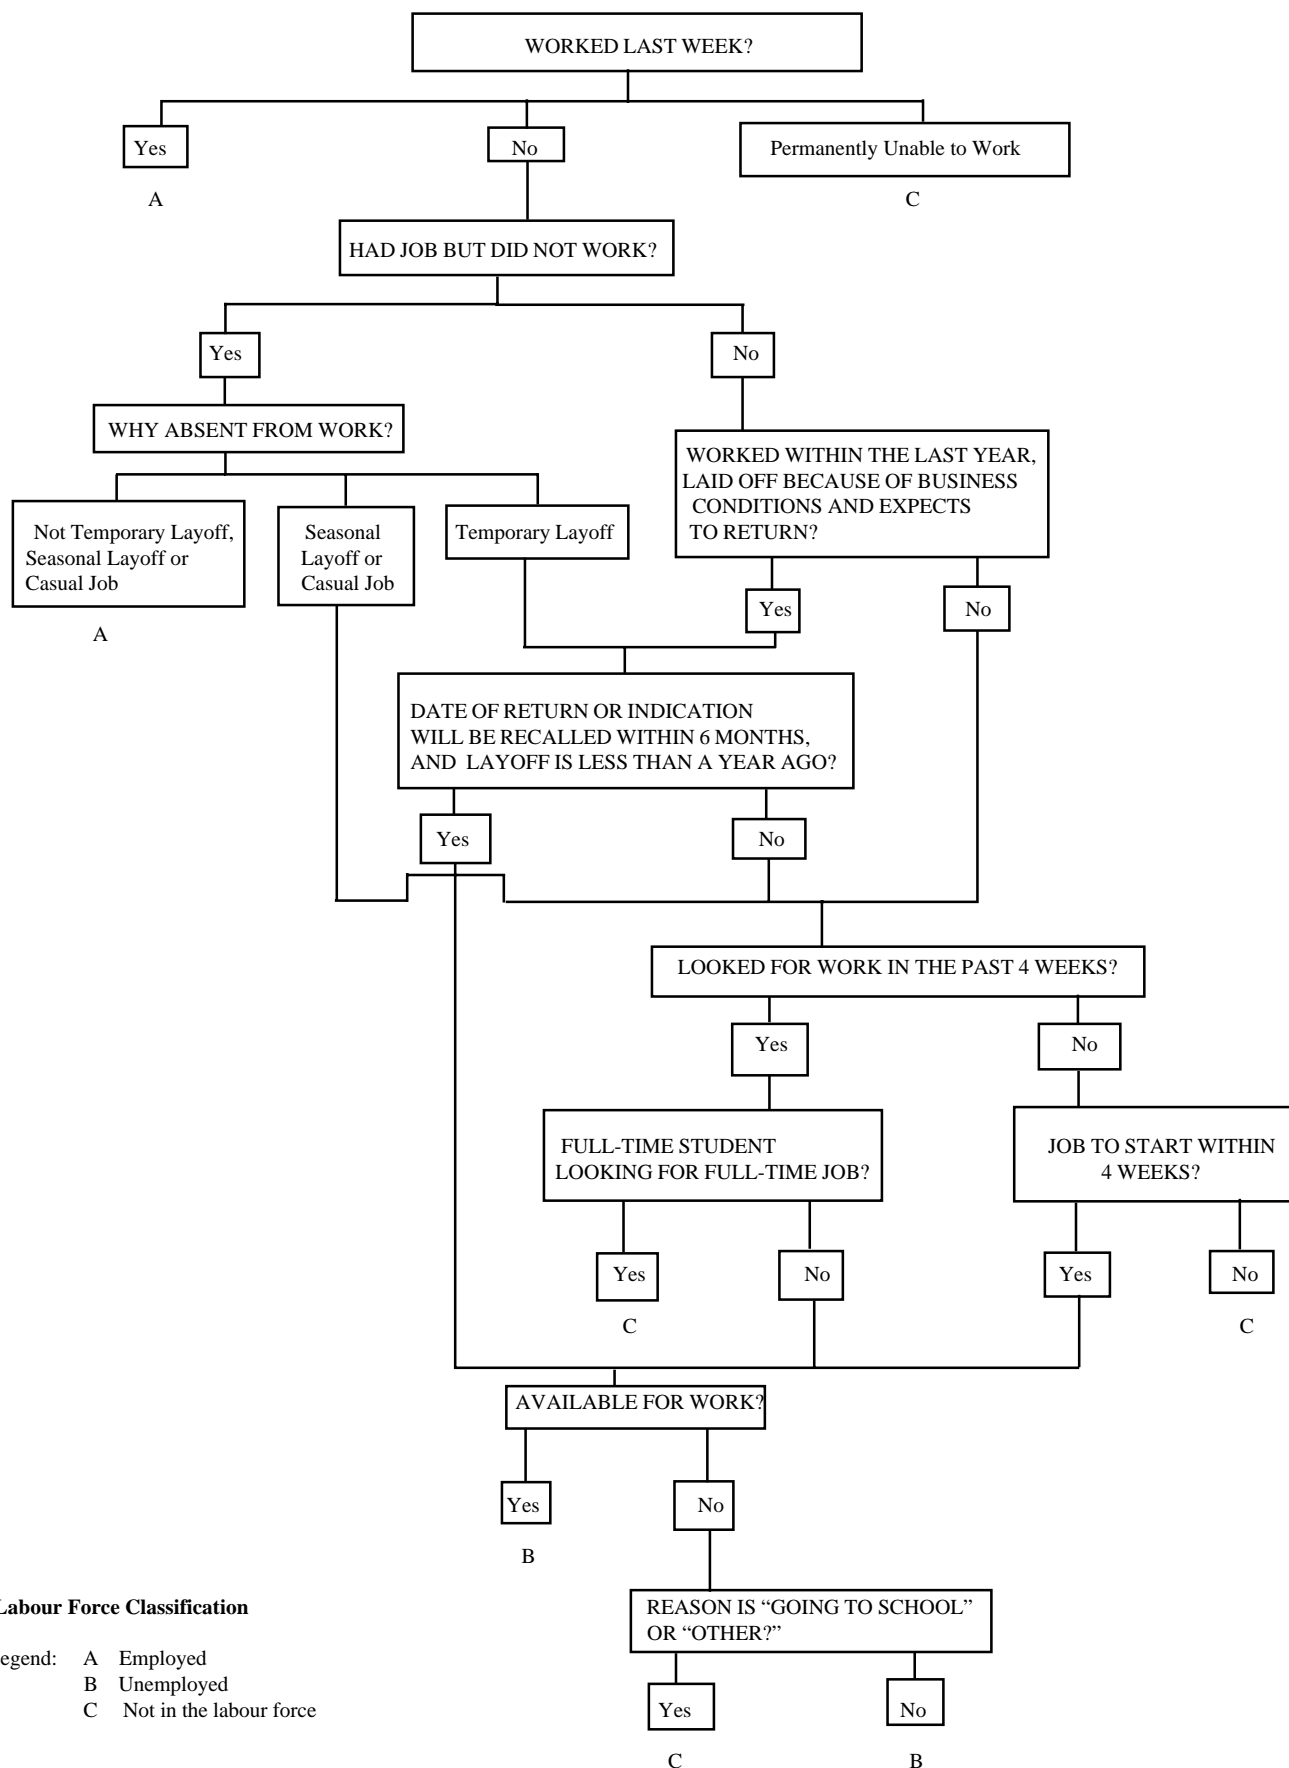 WORKED LAST WEEK?
Yes
No
Permanently Unable to Work
A
C
HAD JOB BUT DID NOT WORK?
Yes
No
WHY ABSENT FROM WORK?
WORKED WITHIN THE LAST YEAR,
LAID OFF BECAUSE OF BUSINESS
CONDITIONS AND EXPECTS
TO RETURN?
Not Temporary Layoff,
Seasonal Layoff or
Casual Job
Seasonal
Layoff or
Casual Job
Temporary Layoff
Yes
No
A
DATE OF RETURN OR INDICATION
WILL BE RECALLED WITHIN 6 MONTHS,
AND LAYOFF IS LESS THAN A YEAR AGO?
Yes
No
LOOKED FOR WORK IN THE PAST 4 WEEKS?
Yes
No
FULL-TIME STUDENT
LOOKING FOR FULL-TIME JOB?
JOB TO START WITHIN
4 WEEKS?
Yes
No
Yes
No
C
C
AVAILABLE FOR WORK?
Yes
No
B
REASON IS “GOING TO SCHOOL”
OR “OTHER?”
Yes
No
C
B
Labour Force Classification
egend: A Employed
B Unemployed
C Not in the labour force